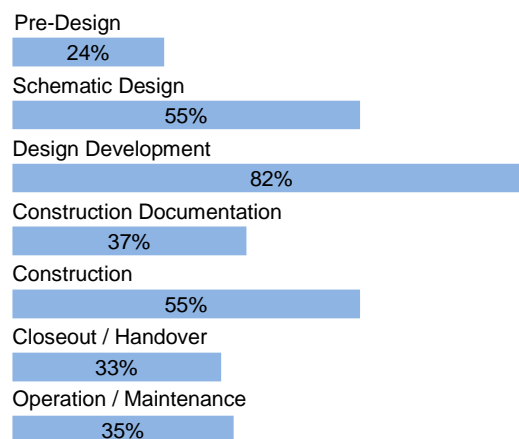 Pre-Design
24%
Schematic Design
55%
Design Development
82%
Construction Documentation
37%
Construction
55%
Closeout / Handover
33%
Operation / Maintenance
35%